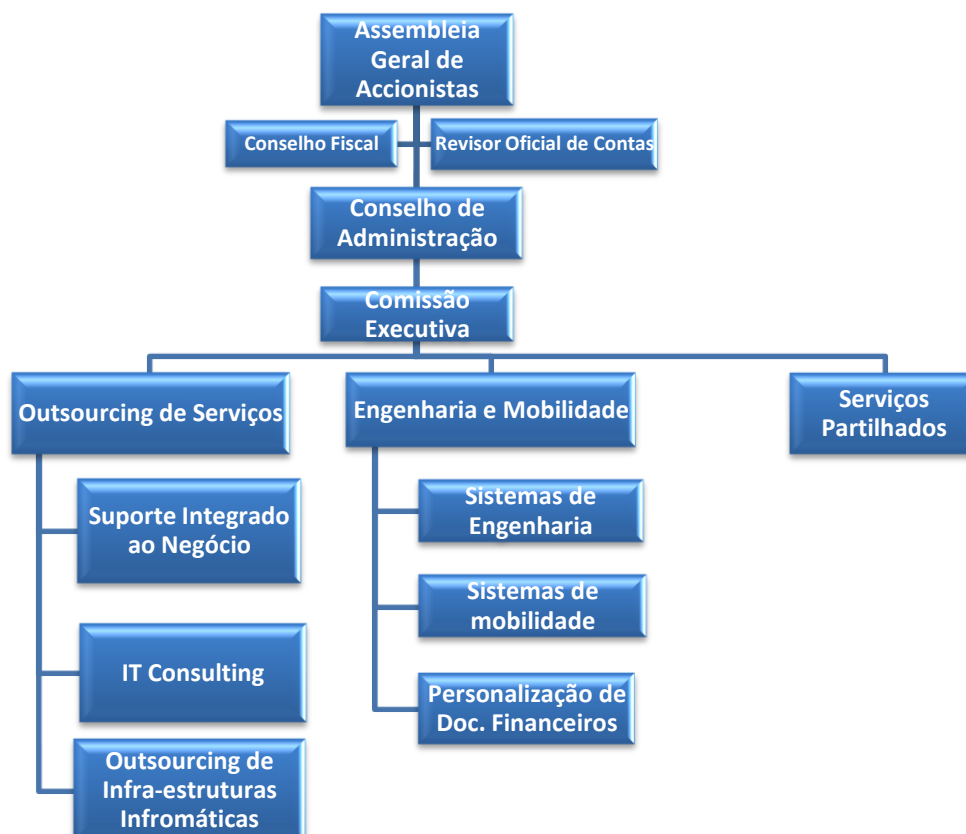 Assembleia
Geral de
Accionistas
Conselho Fiscal
Revisor Oficial de Contas
Conselho de
Administração
Comissão
Executiva
Outsourcing de Serviços
Engenharia e Mobilidade
Serviços
Partilhados
Suporte Integrado
ao Negócio
Sistemas de
Engenharia
Sistemas de
mobilidade
IT Consulting
Personalização de
Doc. Financeiros
Outsourcing de
Infra-estruturas
Infromáticas